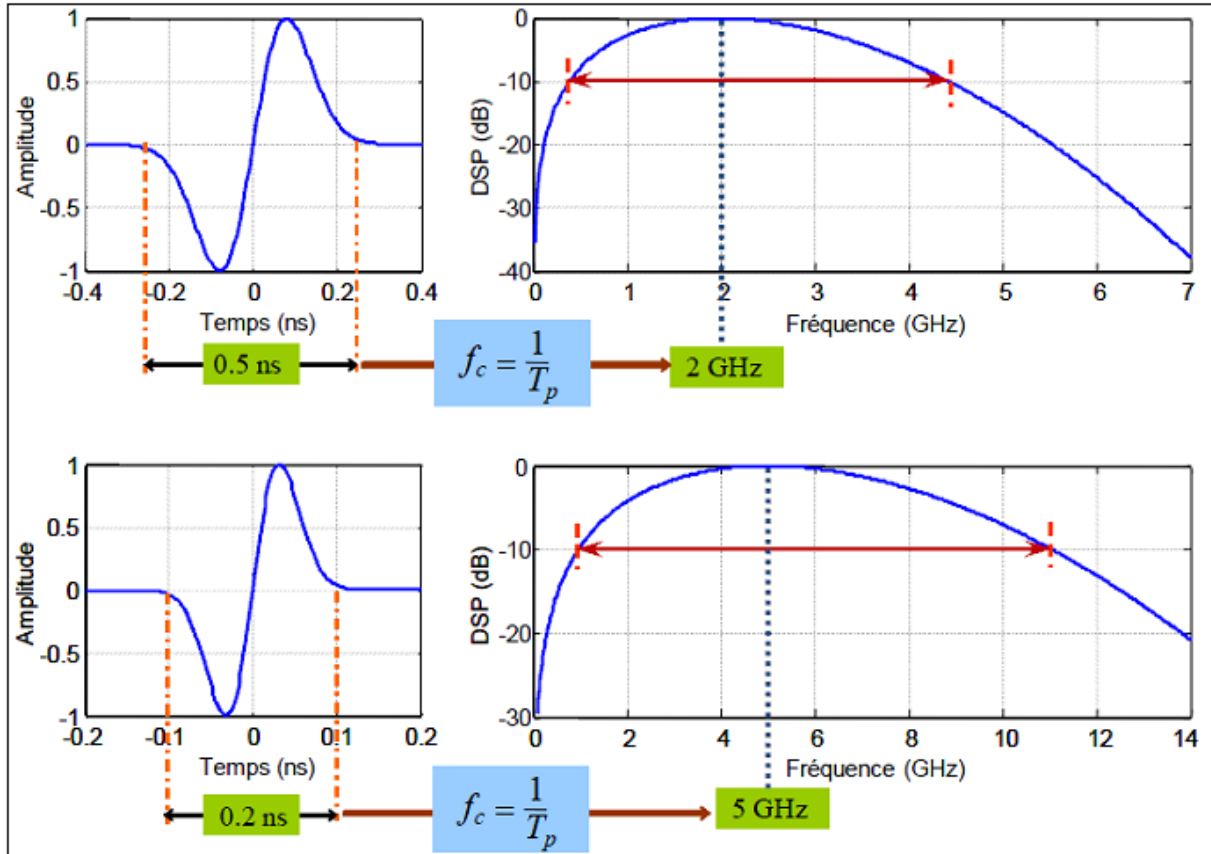 1
0.5
0
-0.5
-1
Amplitude
-0.4 -0.2 0 0.2 0.4
Temps (ns)
0
-10
-20
-30
-40
DSP (dB)
0 1 2 3 4 5 6 7
Fréquence (GHz)
0.5 ns
f_c = 1/T_p
2 GHz
1
0.5
0
-0.5
-1
Amplitude
-0.2 -0.1 0 0.1 0.2
Temps (ns)
0
-10
-20
-30
DSP (dB)
0 2 4 6 8 10 12 14
Fréquence (GHz)
0.2 ns
f_c = 1/T_p
5 GHz